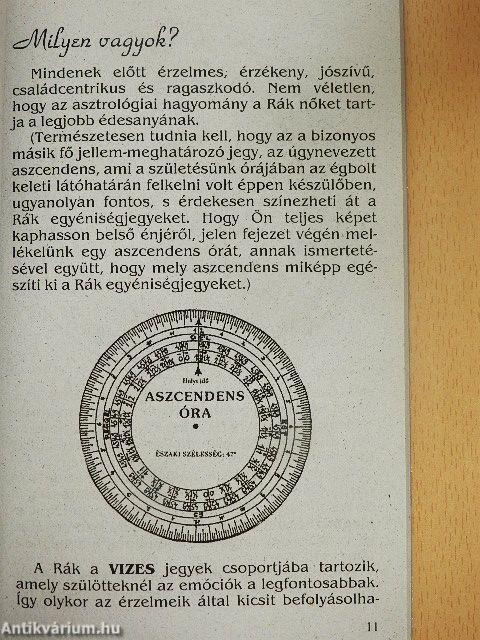 Milyen vagyok?
Mindenek előtt érzelmes, érzékeny, jószívű,
családcentrikus és ragaszkodó. Nem véletlen,
hogy az asztrológiai hagyomány a Rák nőket tart-
ja a legjobb édesanyának.
(Természetesen tudnia kell, hogy az a bizonyos
másik fő jellem-meghatározó jegy, az úgynevezett
aszcendens, ami a születésünk órájában az égbolt
keleti látóhatárán felkelni volt éppen készülőben,
ugyanolyan fontos, s érdekesen színezheti át a
Rák egyéniségjegyeket. Hogy Ön teljes képet
kaphasson belső énjéről, jelen fejezet végén mel-
lékelünk egy aszcendens órát, annak ismerteté-
sével együtt, hogy mely aszcendens miképp egé-
szíti ki a Rák egyéniségjegyeket.)
Helyi idő
ASZCENDENS
ÓRA
ÉSZAKI SZÉLESSÉG: 47°
A Rák a VIZES jegyek csoportjába tartozik,
amely szülötteknél az emóciók a legfontosabbak.
Így olykor az érzelmeik által kicsit befolyásolha-
11
Antikvárium.hu